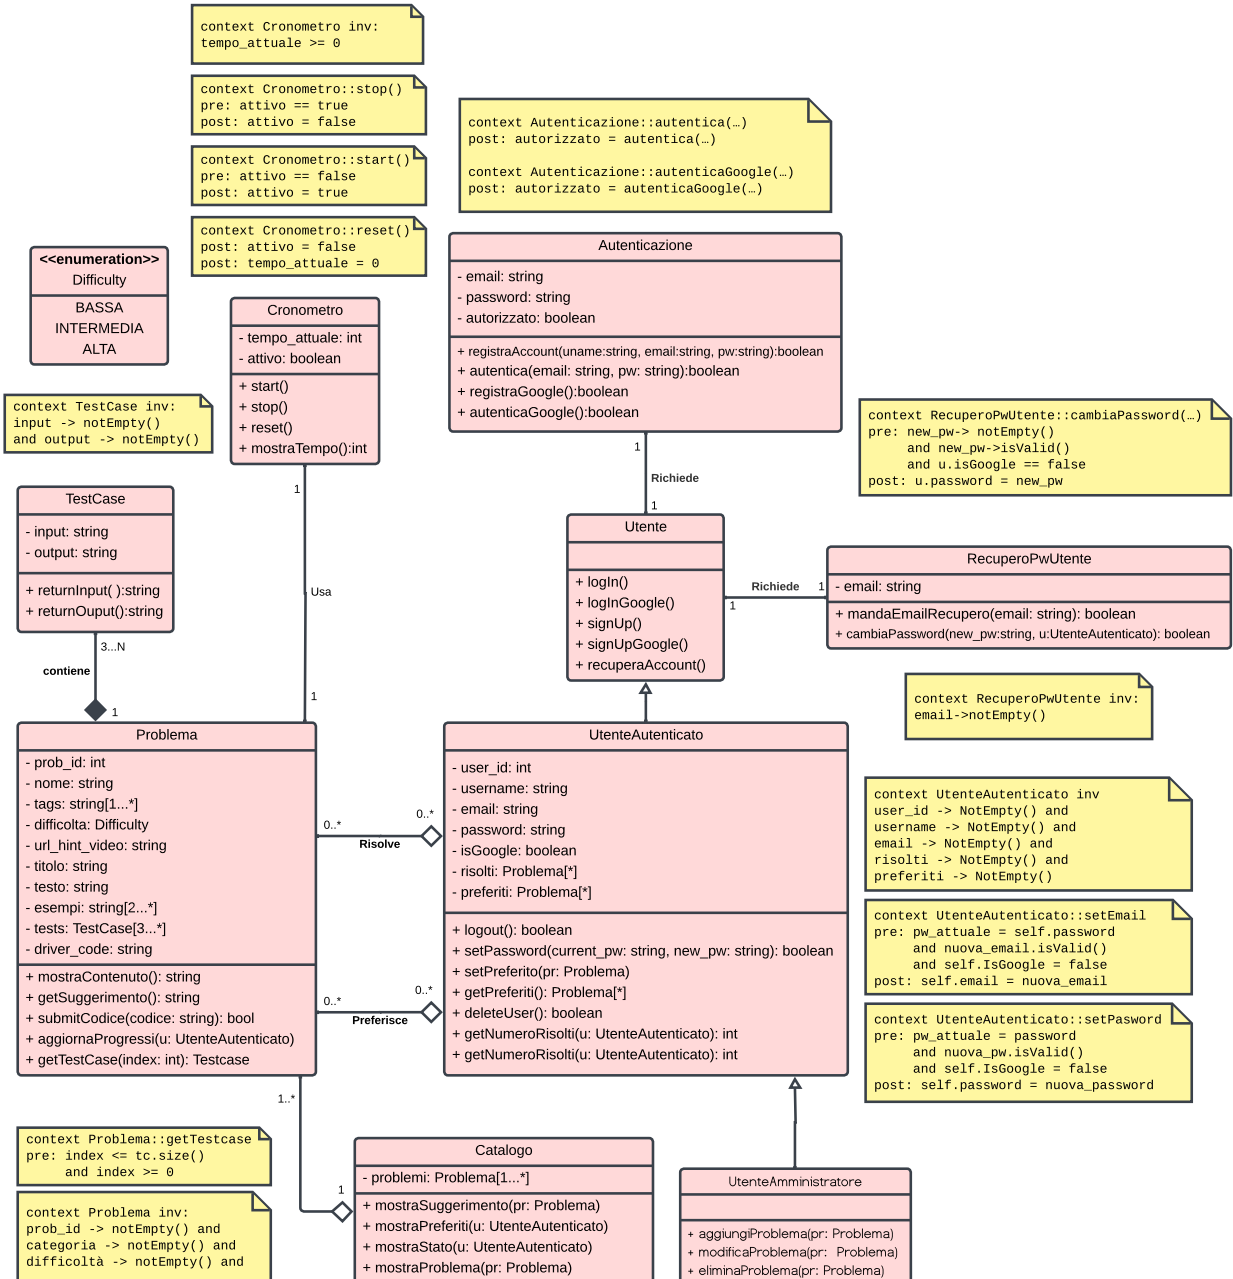 context Cronometro inv:
tempo_attuale >= 0
context Cronometro::stop()
pre: attivo == true
post: attivo = false
context Cronometro::start()
pre: attivo == false
post: attivo = true
context Cronometro::reset()
post: attivo = false
post: tempo_attuale = 0
context Autenticazione::autentica(…)
post: autorizzato = autentica(…)
context Autenticazione::autenticaGoogle(…)
post: autorizzato = autenticaGoogle(…)
<<enumeration>>
Difficulty
BASSA
INTERMEDIA
ALTA
Cronometro
- tempo_attuale: int
- attivo: boolean
+ start()
+ stop()
+ reset()
+ mostraTempo():int
Autenticazione
- email: string
- password: string
- autorizzato: boolean
+ registraAccount(uname:string, email:string, pw:string):boolean
+ autentica(email: string, pw: string):boolean
+ registraGoogle():boolean
+ autenticaGoogle():boolean
context TestCase inv:
input -> notEmpty()
and output -> notEmpty()
context RecuperoPwUtente::cambiaPassword(…)
pre: new_pw-> notEmpty()
and new_pw->isValid()
and u.isGoogle == false
post: u.password = new_pw
1
Richiede
1
TestCase
- input: string
- output: string
+ returnInput( ):string
+ returnOuput():string
1
Usa
1
Utente
+ logIn()
+ logInGoogle()
+ signUp()
+ signUpGoogle()
+ recuperaAccount()
Richiede
1
1
RecuperoPwUtente
- email: string
+ mandaEmailRecupero(email: string): boolean
+ cambiaPassword(new_pw:string, u:UtenteAutenticato): boolean
3...N
contiene
1
context RecuperoPwUtente inv:
email->notEmpty()
Problema
- prob_id: int
- nome: string
- tags: string[1...*]
- difficolta: Difficulty
- url_hint_video: string
- titolo: string
- testo: string
- esempi: string[2...*]
- tests: TestCase[3...*]
- driver_code: string
+ mostraContenuto(): string
+ getSuggerimento(): string
+ submitCodice(codice: string): bool
+ aggiornaProgressi(u: UtenteAutenticato)
+ getTestCase(index: int): Testcase
0..*
0..*
Risolve
0..*
0..*
Preferisce
UtenteAutenticato
- user_id: int
- username: string
- email: string
- password: string
- isGoogle: boolean
- risolti: Problema[*]
- preferiti: Problema[*]
+ logout(): boolean
+ setPassword(current_pw: string, new_pw: string): boolean
+ setPreferito(pr: Problema)
+ getPreferiti(): Problema[*]
+ deleteUser(): boolean
+ getNumeroRisolti(u: UtenteAutenticato): int
+ getNumeroRisolti(u: UtenteAutenticato): int
context UtenteAutenticato inv
user_id -> NotEmpty() and
username -> NotEmpty() and
email -> NotEmpty() and
risolti -> NotEmpty() and
preferiti -> NotEmpty()
context UtenteAutenticato::setEmail
pre: pw_attuale = self.password
and nuova_email.isValid()
and self.IsGoogle = false
post: self.email = nuova_email
context UtenteAutenticato::setPasword
pre: pw_attuale = password
and nuova_pw.isValid()
and self.IsGoogle = false
post: self.password = nuova_password
1..*
1
context Problema::getTestcase
pre: index <= tc.size()
and index >= 0
context Problema inv:
prob_id -> notEmpty() and
categoria -> notEmpty() and
difficoltà -> notEmpty() and
Catalogo
- problemi: Problema[1...*]
+ mostraSuggerimento(pr: Problema)
+ mostraPreferiti(u: UtenteAutenticato)
+ mostraStato(u: UtenteAutenticato)
+ mostraProblema(pr: Problema)
UtenteAmministratore
+ aggiungiProblema(pr: Problema)
+ modificaProblema(pr: Problema)
+ eliminaProblema(pr: Problema)